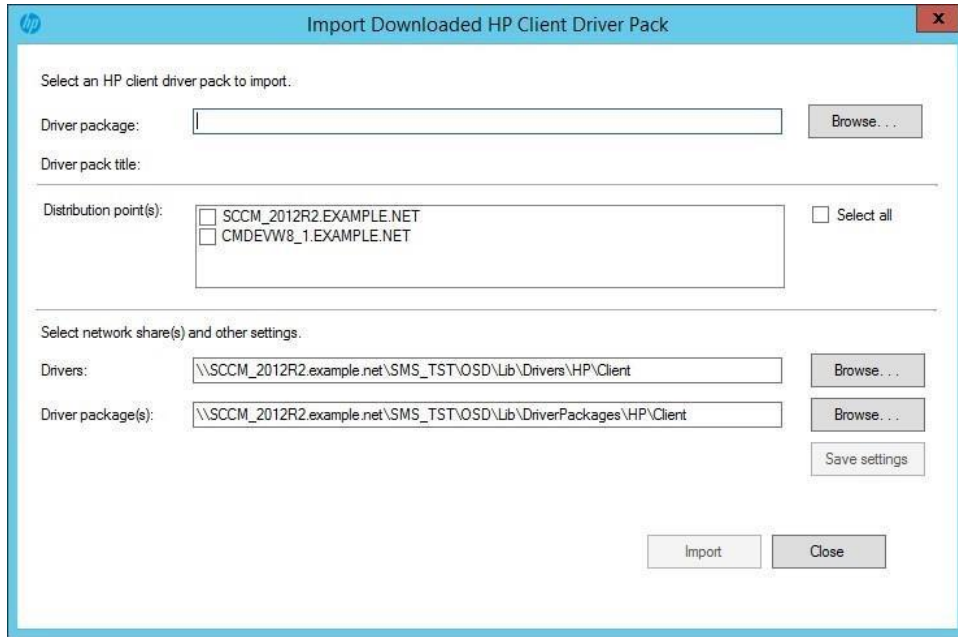 hp
Import Downloaded HP Client Driver Pack
x
Select an HP client driver pack to import.
Driver package:
Browse. . .
Driver pack title:
Distribution point(s):
SCCM_2012R2.EXAMPLE.NET
Select all
CMDEVW8_1.EXAMPLE.NET
Select network share(s) and other settings.
Drivers:
\\SCCM_2012R2.example.net\SMS_TST\OSD\Lib\Drivers\HP\Client
Browse. . .
Driver package(s):
\\SCCM_2012R2.example.net\SMS_TST\OSD\Lib\DriverPackages\HP\Client
Browse. . .
Save settings
Import
Close